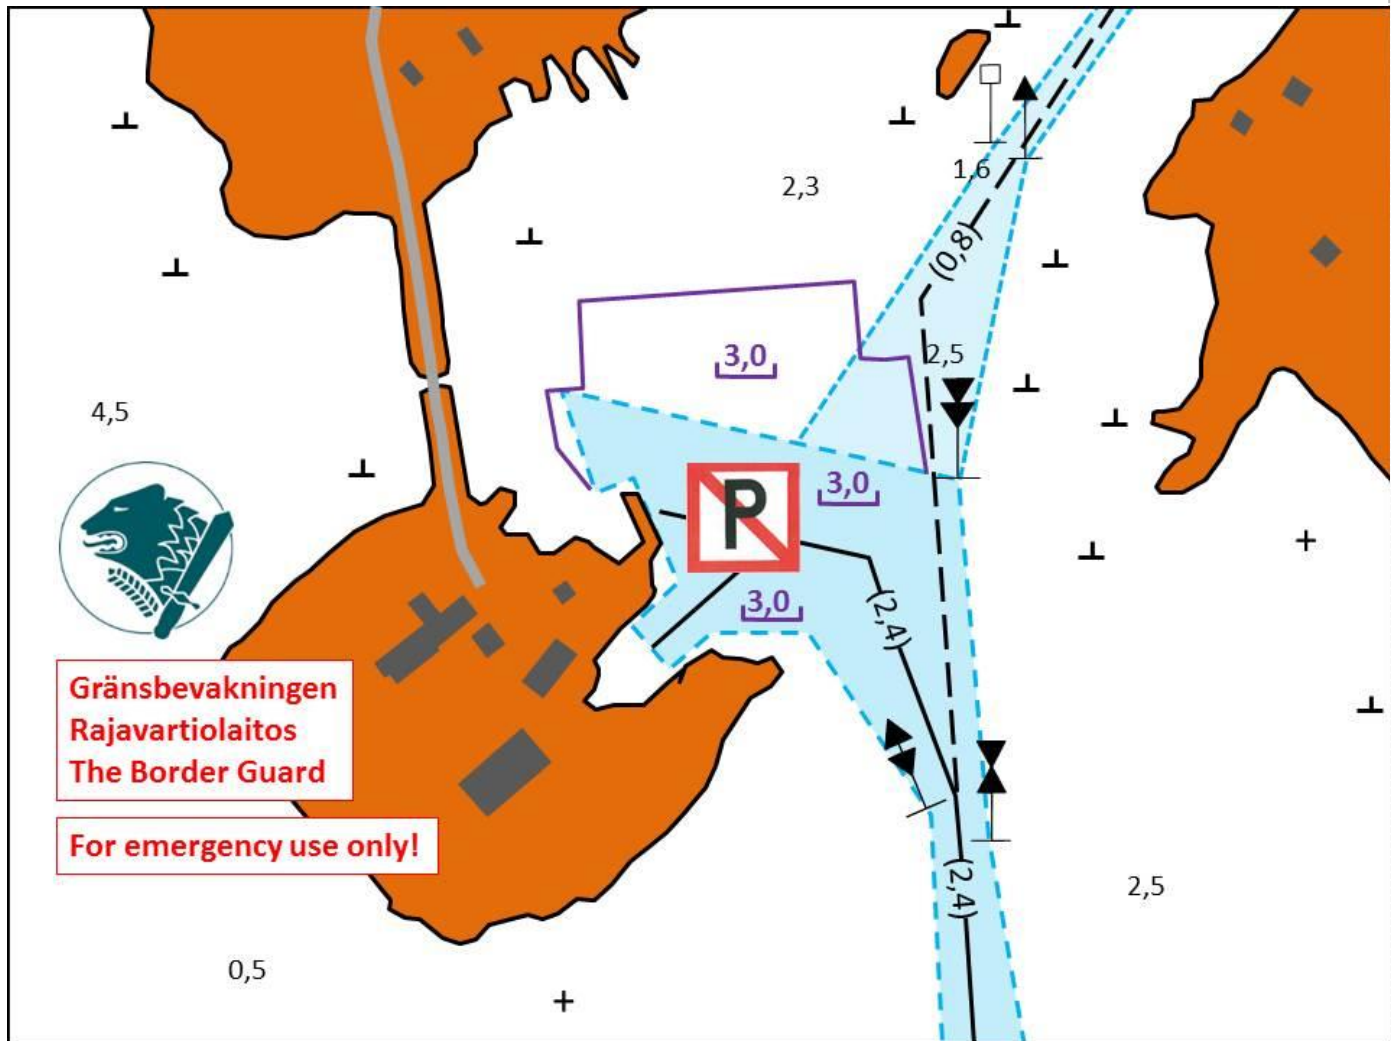 2,3
1,6
(0,8)
2,5
3,0
4,5
P
3,0
3,0
(2,4)
Gränsbevakningen
Rajavartiolaitos
The Border Guard
For emergency use only!
(2,4)
2,5
0,5